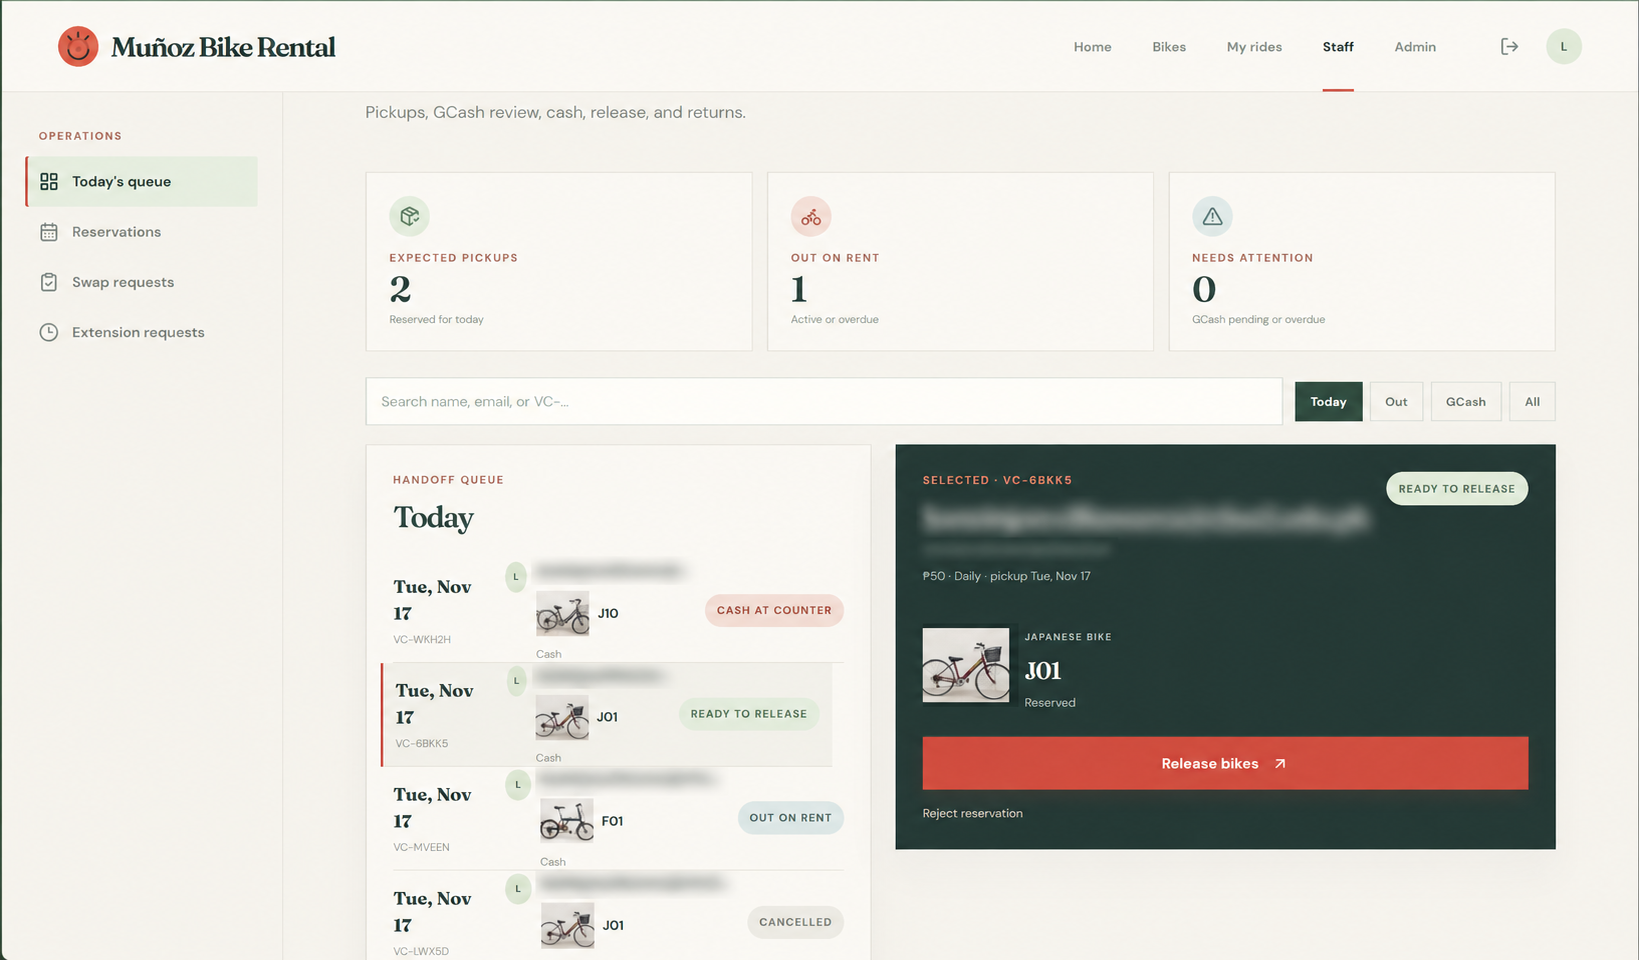 Muñoz Bike Rental
Home
Bikes
My rides
Staff
Admin
L
OPERATIONS
Today's queue
Reservations
Swap requests
Extension requests
Pickups, GCash review, cash, release, and returns.
EXPECTED PICKUPS
2
Reserved for today
OUT ON RENT
1
Active or overdue
NEEDS ATTENTION
0
GCash pending or overdue
Search name, email, or VC-...
Today
Out
GCash
All
HANDOFF QUEUE
Today
Tue, Nov
17
VC-WKH2H
L
J10
Cash
CASH AT COUNTER
Tue, Nov
17
VC-6BKK5
L
J01
Cash
READY TO RELEASE
Tue, Nov
17
VC-MVEEN
L
F01
Cash
OUT ON RENT
Tue, Nov
17
VC-LWX5D
L
J01
CANCELLED
SELECTED · VC-6BKK5
READY TO RELEASE
₱50 · Daily · pickup Tue, Nov 17
JAPANESE BIKE
J01
Reserved
Release bikes
Reject reservation